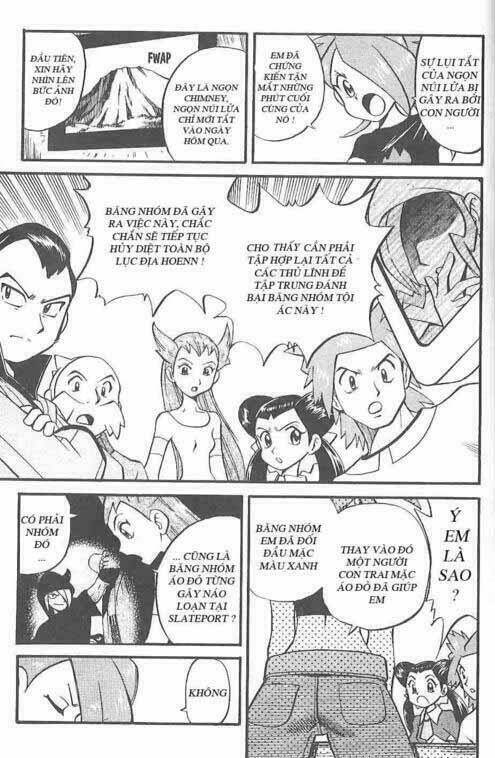 SỰ LỤI TẮT
CỦA NGỌN
NÚI LỬA BỊ
GÂY RA BỞI
CON NGƯỜI
...
EM ĐÃ
CHỨNG
KIẾN TẬN
MẮT NHỮNG
PHÚT CUỐI
CÙNG CỦA
NÓ !
FWAP
ĐÂY LÀ NGỌN
CHIMNEY,
NGỌN NÚI LỬA
CHỈ MỚI TẮT
VÀO NGÀY
HÔM QUA.
ĐẦU TIÊN,
XIN HÃY
NHÌN LÊN
BỨC ẢNH
ĐÓ!
BĂNG NHÓM ĐÃ GÂY
RA VIỆC NÀY, CHẮC
CHẮN SẼ TIẾP TỤC
HỦY DIỆT TOÀN BỘ
LỤC ĐỊA HOENN !
CHO THẤY CẦN PHẢI
TẬP HỢP LẠI TẤT CẢ
CÁC THỦ LĨNH ĐỂ
TẬP TRUNG ĐÁNH
BẠI BĂNG NHÓM TỘI
ÁC NÀY !
Ý
EM
LÀ
SAO
?
BĂNG NHÓM
EM ĐÃ ĐỐI
ĐẦU MẶC
MÀU XANH
THAY VÀO ĐÓ
MỘT NGƯỜI
CON TRAI MẶC
ÁO ĐỎ ĐÃ GIÚP
EM
... CŨNG LÀ
BĂNG NHÓM
ÁO ĐỎ TỪNG
GÂY NÁO
LOẠN TẠI
SLATEPORT ?
CÓ PHẢI
NHÓM
ĐÓ
...
KHÔNG